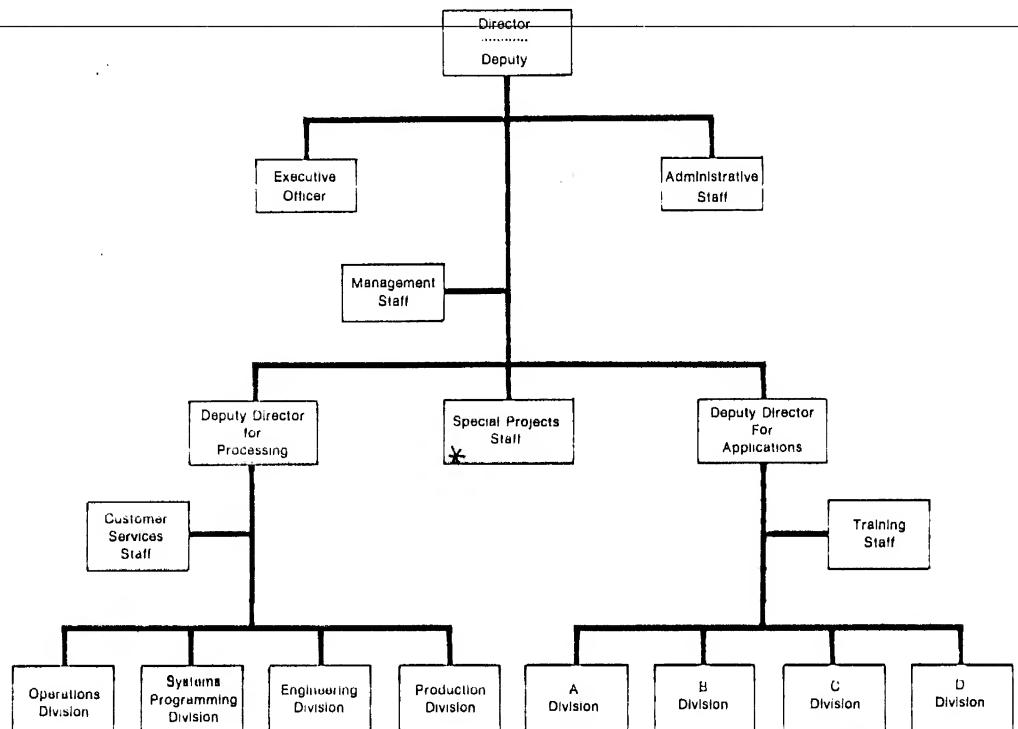 Director
Deputy
Executive
Officer
Administrative
Staff
Management
Staff
Deputy Director
for
Processing
Special Projects
Staff
*
Deputy Director
For
Applications
Customer
Services
Staff
Training
Staff
Operations
Division
Systems
Programming
Division
Engineering
Division
Production
Division
A
Division
B
Division
C
Division
D
Division